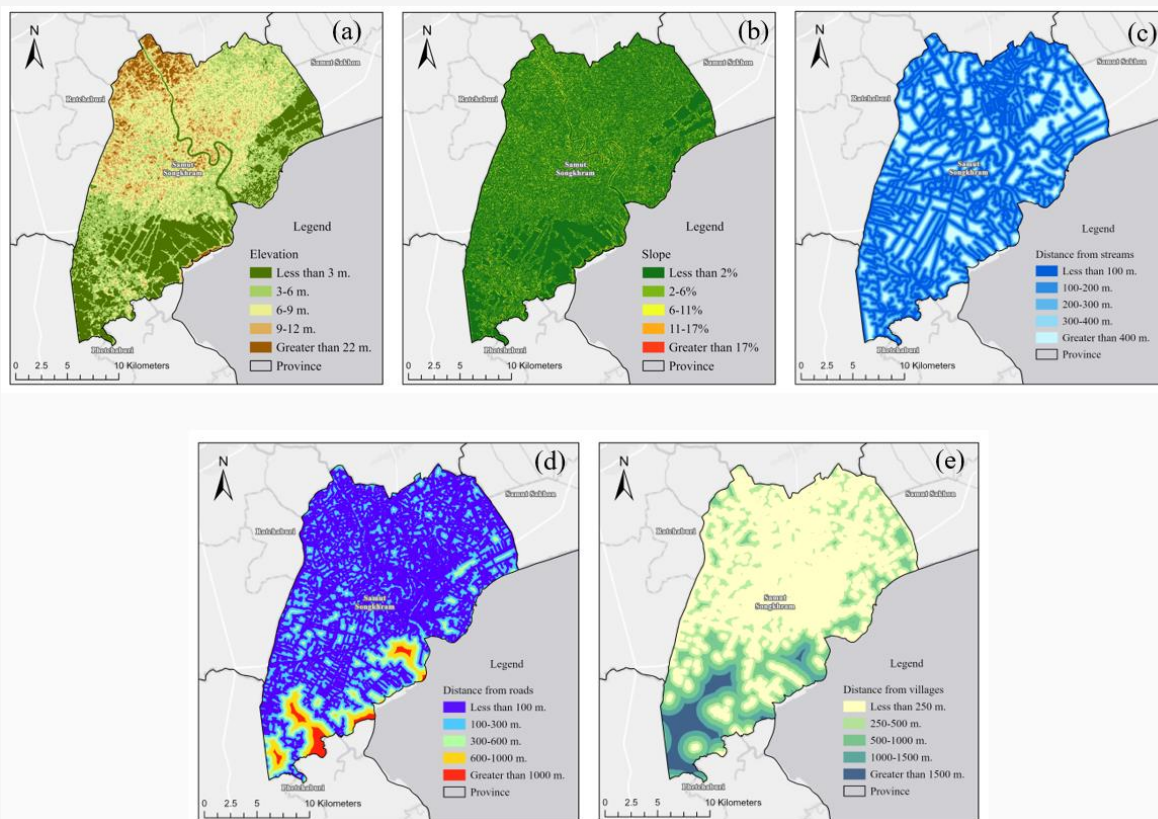 N
(a)
Samut Sakhon
Ratchaburi
Samut
Songkhram
Legend
Elevation
Less than 3 m.
3-6 m.
6-9 m.
9-12 m.
Greater than 22 m.
Province
Phetchaburi
0 2.5 5 10 Kilometers
N
(b)
Samut Sakhon
Ratchaburi
Samut
Songkhram
Legend
Slope
Less than 2%
2-6%
6-11%
11-17%
Greater than 17%
Province
Phetchaburi
0 2.5 5 10 Kilometers
N
(c)
Samut Sakhon
Ratchaburi
Samut
Songkhram
Legend
Distance from streams
Less than 100 m.
100-200 m.
200-300 m.
300-400 m.
Greater than 400 m.
Province
Phetchaburi
0 2.5 5 10 Kilometers
N
(d)
Samut Sakhon
Ratchaburi
Samut
Songkhram
Legend
Distance from roads
Less than 100 m.
100-300 m.
300-600 m.
600-1000 m.
Greater than 1000 m.
Province
Phetchaburi
0 2.5 5 10 Kilometers
N
(e)
Samut Sakhon
Ratchaburi
Samut
Songkhram
Legend
Distance from villages
Less than 250 m.
250-500 m.
500-1000 m.
1000-1500 m.
Greater than 1500 m.
Province
Phetchaburi
0 2.5 5 10 Kilometers